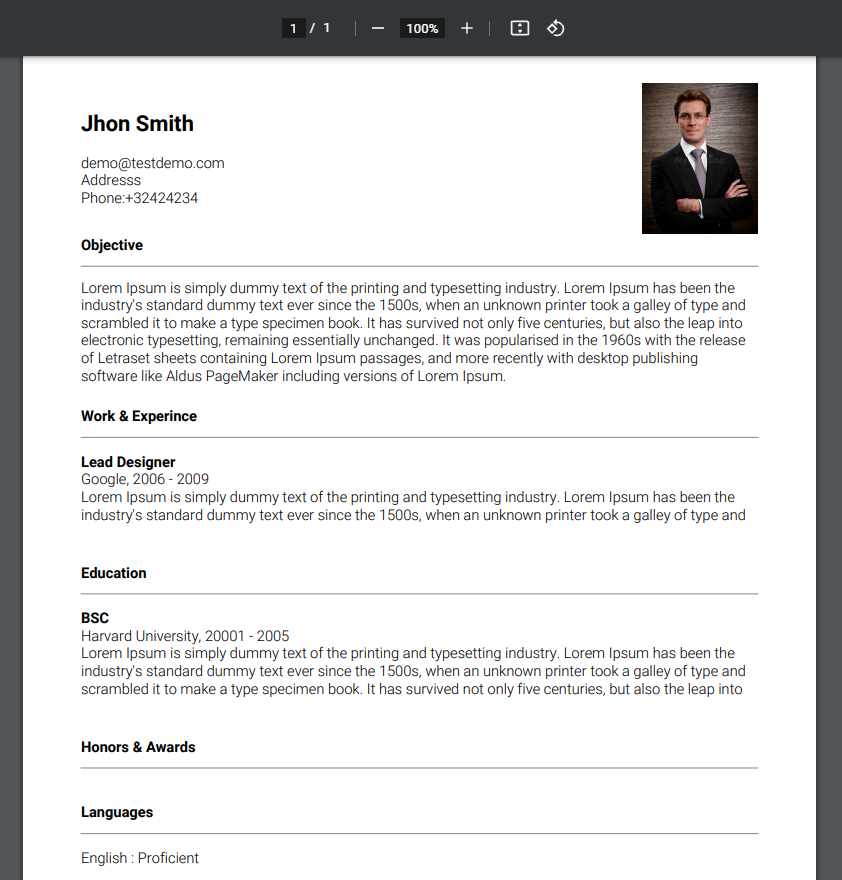 1 / 1
100%
Jhon Smith
demo@testdemo.com
Addresss
Phone:+32424234
Objective
Lorem Ipsum is simply dummy text of the printing and typesetting industry. Lorem Ipsum has been the
industry's standard dummy text ever since the 1500s, when an unknown printer took a galley of type and
scrambled it to make a type specimen book. It has survived not only five centuries, but also the leap into
electronic typesetting, remaining essentially unchanged. It was popularised in the 1960s with the release
of Letraset sheets containing Lorem Ipsum passages, and more recently with desktop publishing
software like Aldus PageMaker including versions of Lorem Ipsum.
Work & Experince
Lead Designer
Google, 2006 - 2009
Lorem Ipsum is simply dummy text of the printing and typesetting industry. Lorem Ipsum has been the
industry's standard dummy text ever since the 1500s, when an unknown printer took a galley of type and
Education
BSC
Harvard University, 20001 - 2005
Lorem Ipsum is simply dummy text of the printing and typesetting industry. Lorem Ipsum has been the
industry's standard dummy text ever since the 1500s, when an unknown printer took a galley of type and
scrambled it to make a type specimen book. It has survived not only five centuries, but also the leap into
Honors & Awards
Languages
English : Proficient